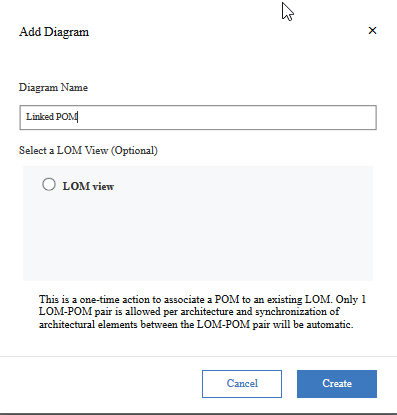 Add Diagram
Diagram Name
Linked POM
Select a LOM View (Optional)
LOM view
This is a one-time action to associate a POM to an existing LOM. Only 1
LOM-POM pair is allowed per architecture and synchronization of
architectural elements between the LOM-POM pair will be automatic.
Cancel
Create